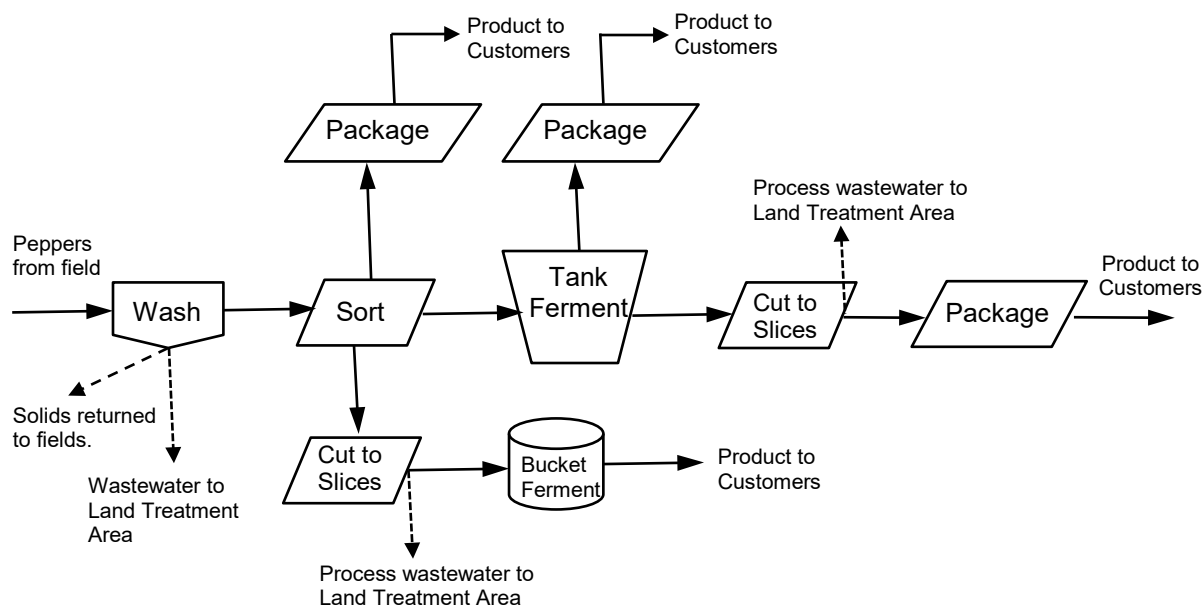 Product to
Customers
Product to
Customers
Package
Package
Process wastewater to
Land Treatment Area
Peppers
from field
Wash
Sort
Tank
Ferment
Cut to
Slices
Package
Product to
Customers
Solids returned
to fields.
Wastewater to
Land Treatment
Area
Cut to
Slices
Bucket
Ferment
Product to
Customers
Process wastewater to
Land Treatment Area